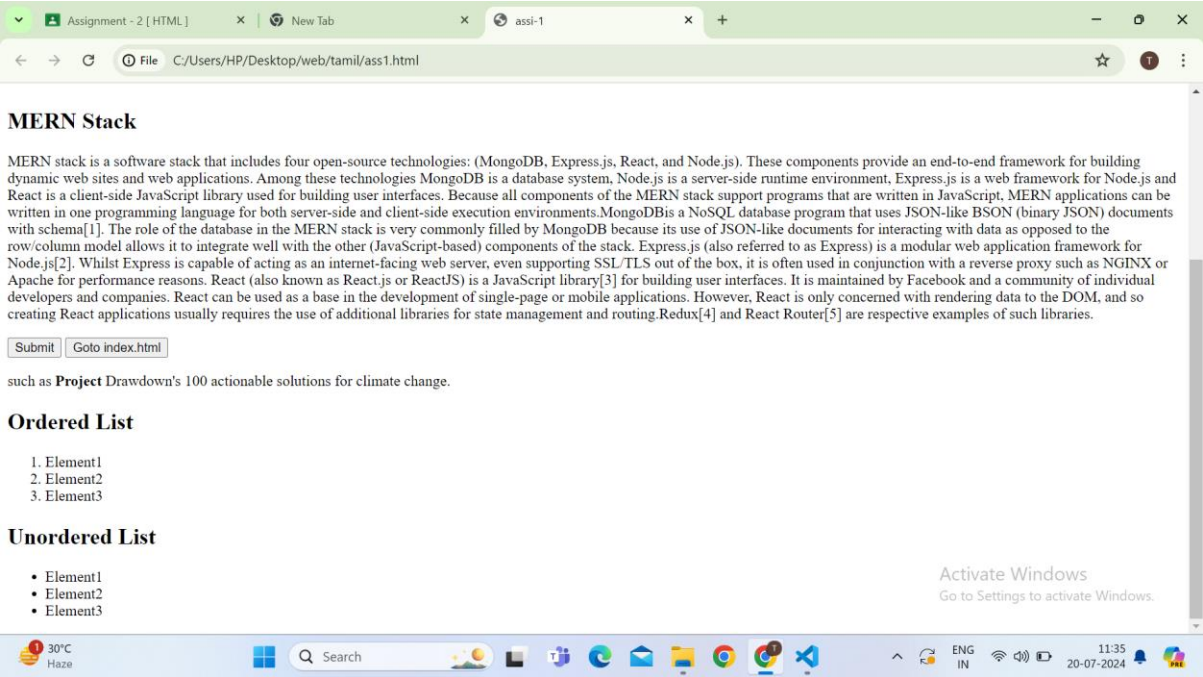 Assignment - 2 [ HTML ]
New Tab
assi-1
File
C:/Users/HP/Desktop/web/tamil/ass1.html
T
MERN Stack
MERN stack is a software stack that includes four open-source technologies: (MongoDB, Express.js, React, and Node.js). These components provide an end-to-end framework for building
dynamic web sites and web applications. Among these technologies MongoDB is a database system, Node.js is a server-side runtime environment, Express.js is a web framework for Node.js and
React is a client-side JavaScript library used for building user interfaces. Because all components of the MERN stack support programs that are written in JavaScript, MERN applications can be
written in one programming language for both server-side and client-side execution environments.MongoDBis a NoSQL database program that uses JSON-like BSON (binary JSON) documents
with schema[1]. The role of the database in the MERN stack is very commonly filled by MongoDB because its use of JSON-like documents for interacting with data as opposed to the
row/column model allows it to integrate well with the other (JavaScript-based) components of the stack. Express.js (also referred to as Express) is a modular web application framework for
Node.js[2]. Whilst Express is capable of acting as an internet-facing web server, even supporting SSL/TLS out of the box, it is often used in conjunction with a reverse proxy such as NGINX or
Apache for performance reasons. React (also known as React.js or ReactJS) is a JavaScript library[3] for building user interfaces. It is maintained by Facebook and a community of individual
developers and companies. React can be used as a base in the development of single-page or mobile applications. However, React is only concerned with rendering data to the DOM, and so
creating React applications usually requires the use of additional libraries for state management and routing.Redux[4] and React Router[5] are respective examples of such libraries.
Submit
Goto index.html
such as Project Drawdown's 100 actionable solutions for climate change.
Ordered List
1. Element1
2. Element2
3. Element3
Unordered List
• Element1
• Element2
• Element3
Activate Windows
Go to Settings to activate Windows.
1
30°C
Haze
Search
T
ENG
IN
11:35
20-07-2024
PRE